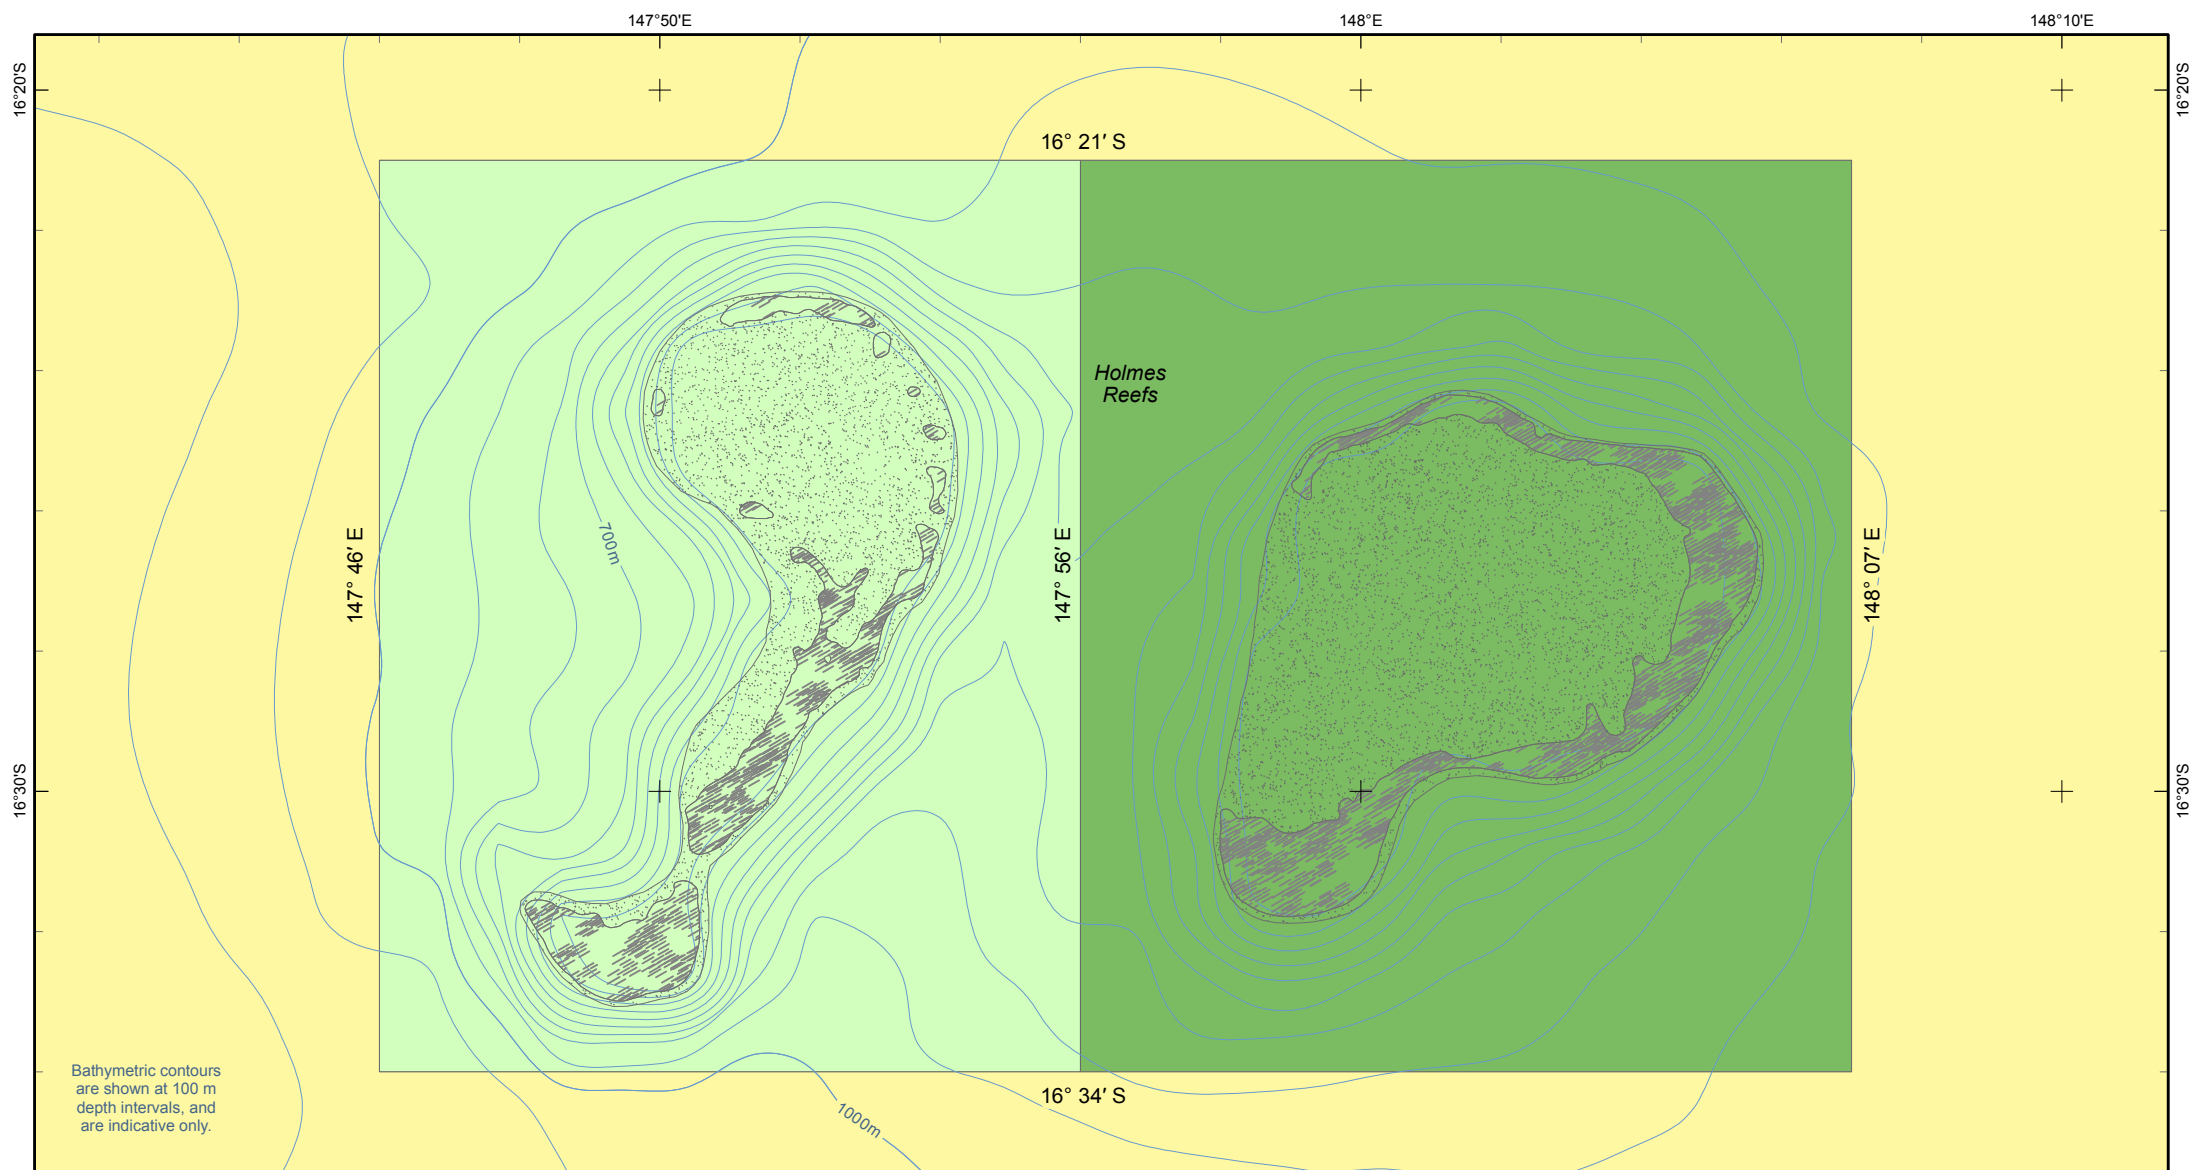 147°50'E
148°E
148°10'E
16°20'S
16°20'S
16° 21′ S
Holmes
Reefs
700m
147° 46′ E
147° 56′ E
148° 07′ E
16°30'S
16°30'S
Bathymetric contours
are shown at 100 m
depth intervals, and
are indicative only.
16° 34′ S
1000m